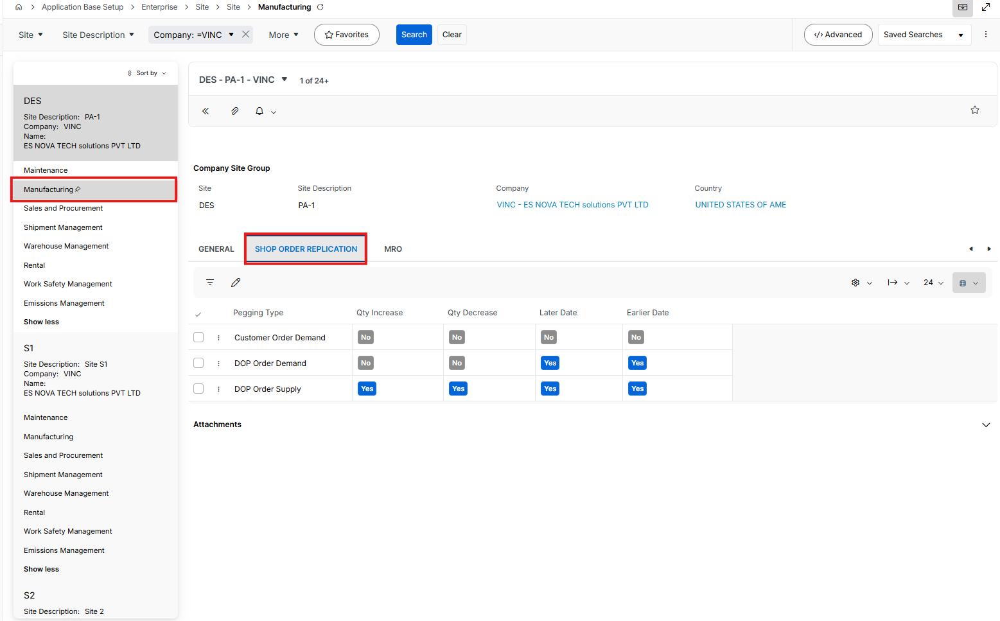 Application Base Setup > Enterprise > Site > Site > Manufacturing
Site
Site Description
Company: =VINC
More
Favorites
Search
Clear
</> Advanced
Saved Searches
Sort by
DES
Site Description: PA-1
Company: VINC
Name:
ES NOVA TECH solutions PVT LTD
Maintenance
Manufacturing
Sales and Procurement
Shipment Management
Warehouse Management
Rental
Work Safety Management
Emissions Management
Show less
S1
Site Description: Site S1
Company: VINC
Name:
ES NOVA TECH solutions PVT LTD
Maintenance
Manufacturing
Sales and Procurement
Shipment Management
Warehouse Management
Rental
Work Safety Management
Emissions Management
Show less
S2
Site Description: Site 2
DES - PA-1 - VINC
1 of 24+
Company Site Group
Site Site Description Company Country
DES PA-1 VINC - ES NOVA TECH solutions PVT LTD UNITED STATES OF AME
GENERAL SHOP ORDER REPLICATION MRO
24
Pegging Type Qty Increase Qty Decrease Later Date Earlier Date
Customer Order Demand No No No No
DOP Order Demand No No Yes Yes
DOP Order Supply Yes Yes Yes Yes
Attachments